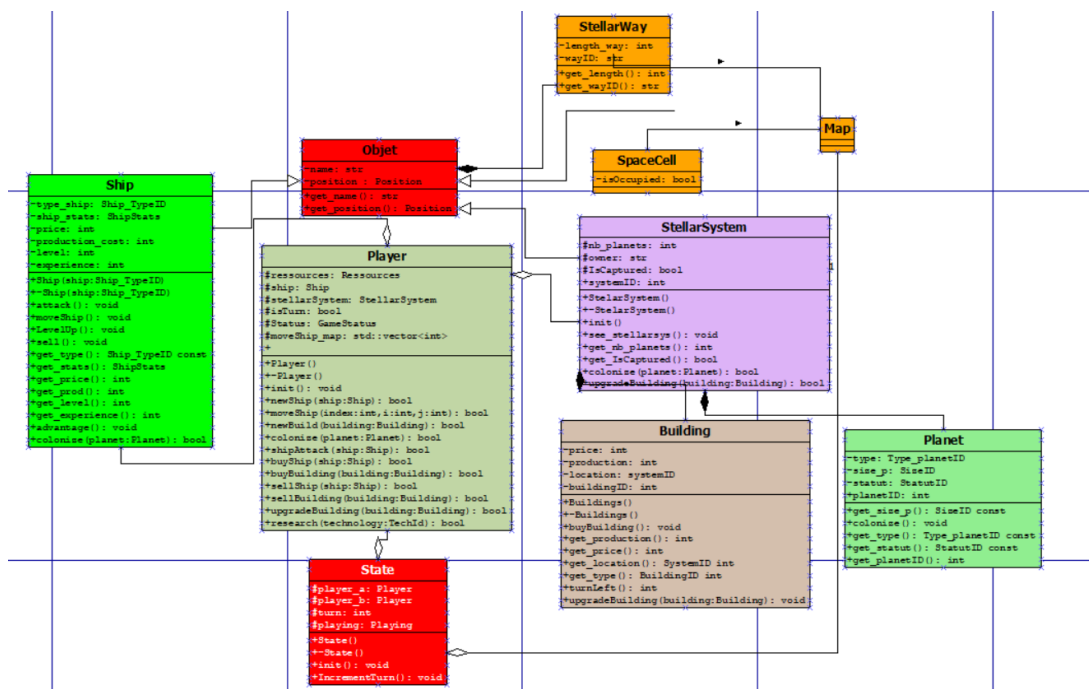 StellarWay
-length_way: int
-wayID: str
+get_length(): int
+get_wayID(): str
Map
SpaceCell
-isOccupied: bool
Objet
-name: str
-position : Position
+get_name(): str
+get_position(): Position
Ship
-type_ship: Ship_TypeID
-ship_stats: ShipStats
-price: int
-production_cost: int
-level: int
-experience: int
+Ship(ship:Ship_TypeID)
+~Ship(ship:Ship_TypeID)
+attack(): void
+moveShip(): void
+LevelUp(): void
+sell(): void
+get_type(): Ship_TypeID const
+get_stats(): ShipStats
+get_price(): int
+get_prod(): int
+get_level(): int
+get_experience(): int
+advantage(): void
+colonise(planet:Planet): bool
Player
#ressources: Ressources
#ship: Ship
#stellarSystem: StellarSystem
#isTurn: bool
#Status: GameStatus
#moveShip_map: std::vector<int>
+
+Player()
+~Player()
+init(): void
+newShip(ship:Ship): bool
+moveShip(index:int,i:int,j:int): bool
+newBuild(building:Building): bool
+colonise(planet:Planet): bool
+shipAttack(ship:Ship): bool
+buyShip(ship:Ship): bool
+buyBuilding(building:Building): bool
+sellShip(ship:Ship): bool
+sellBuilding(building:Building): bool
+upgradeBuilding(building:Building): bool
+research(technology:TechId): bool
StellarSystem
#nb_planets: int
#owner: str
#IsCaptured: bool
+systemID: int
+StelarSystem()
+~StelarSystem()
+init()
+see_stellarsys(): void
+get_nb_planets(): int
+get_IsCaptured(): bool
+colonise(planet:Planet): bool
+upgradeBuilding(building:Building): bool
1
Building
-price: int
-production: int
-location: systemID
-buildingID: int
+Buildings()
+~Buildings()
+buyBuilding(): void
+get_production(): int
+get_price(): int
+get_location(): SystemID int
+get_type(): BuildingID int
+turnLeft(): int
+upgradeBuilding(building:Building): void
Planet
-type: Type_planetID
-size_p: SizeID
-statut: StatutID
+planetID: int
+get_size_p(): SizeID const
+colonise(): void
+get_type(): Type_planetID const
+get_statut(): StatutID const
+get_planetID(): int
State
#player_a: Player
#player_b: Player
#turn: int
#playing: Playing
+State()
+~State()
+init(): void
+IncrementTurn(): void